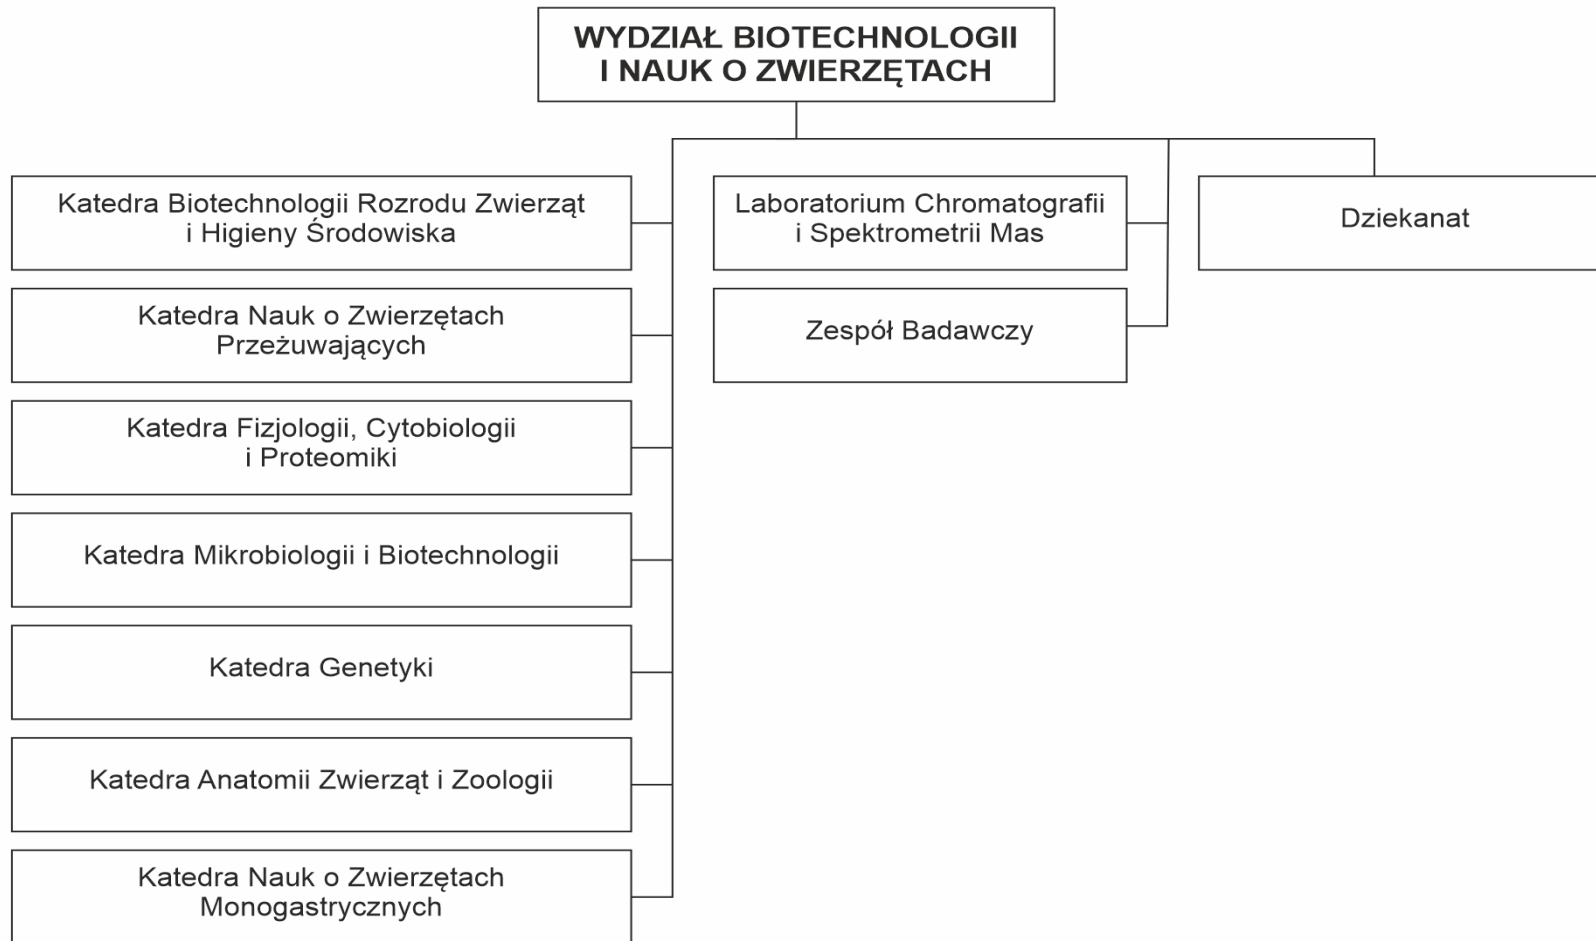 WYDZIAŁ BIOTECHNOLOGII
I NAUK O ZWIERZĘTACH
Katedra Biotechnologii Rozrodu Zwierząt
i Higieny Środowiska
Katedra Nauk o Zwierzętach
Przeżuwających
Katedra Fizjologii, Cytobiologii
i Proteomiki
Katedra Mikrobiologii i Biotechnologii
Katedra Genetyki
Katedra Anatomii Zwierząt i Zoologii
Katedra Nauk o Zwierzętach
Monogastrycznych
Laboratorium Chromatografii
i Spektrometrii Mas
Zespół Badawczy
Dziekanat